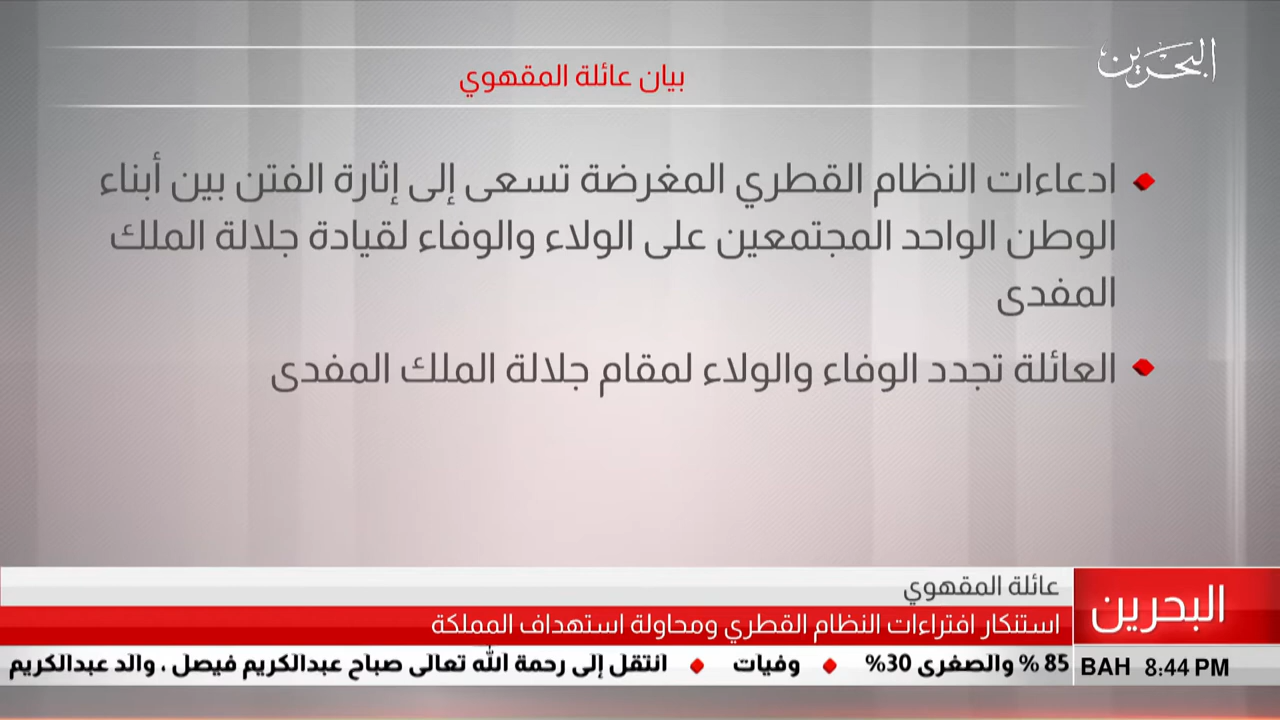 البحرين
بيان عائلة المقهوي
ادعاءات النظام القطري المغرضة تسعى إلى إثارة الفتن بين أبناء
الوطن الواحد المجتمعين على الولاء والوفاء لقيادة جلالة الملك
المفدى
العائلة تجدد الوفاء والولاء لمقام جلالة الملك المفدى
البحرين
عائلة المقهوي
استنكار افتراءات النظام القطري ومحاولة استهداف المملكة
BAH 8:44 PM
85 % والصغرى 30% ♦ وفيات ♦ انتقل إلى رحمة الله تعالى صباح عبدالكريم فيصل ، والد عبدالكريم